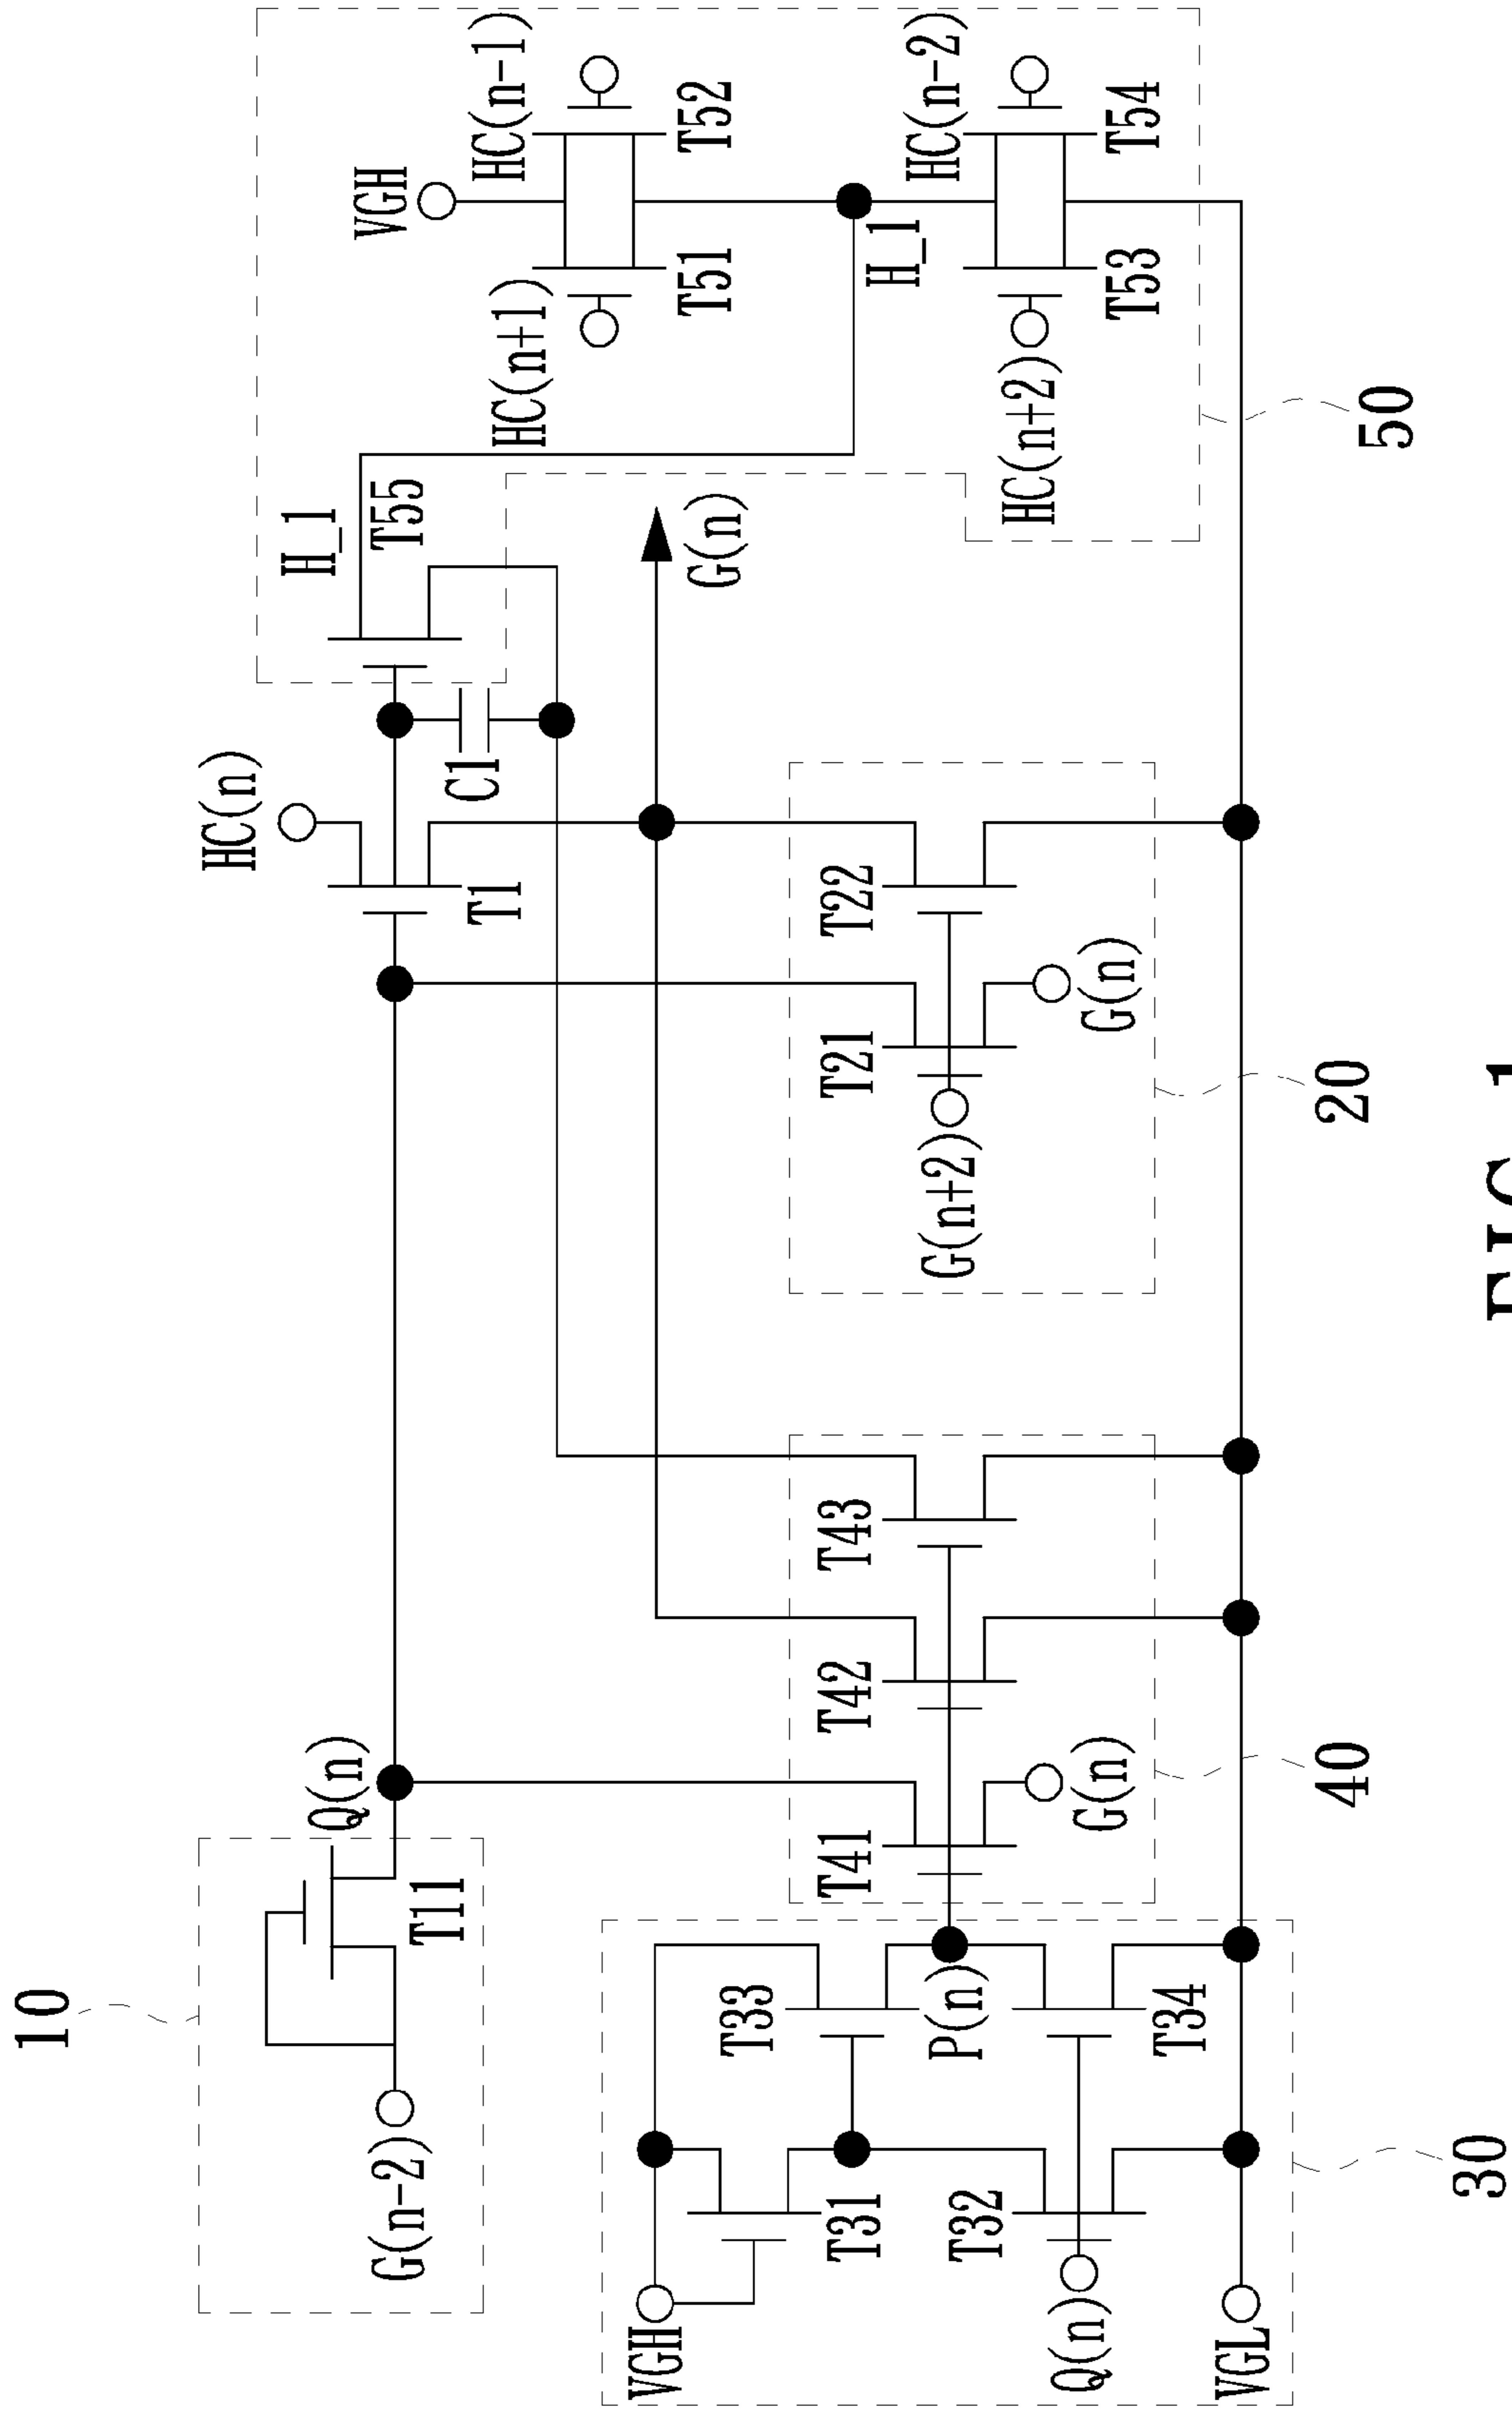 10
HC(n)
H_1
Q(n)
VGH
G(n-2)
T55
T11
C1
T1
HC(n-1)
HC(n+1)
VGH
T51
T52
G(n)
T33
T41
T42
T43
T21
T22
T31
H_1
HC(n-2)
G(n+2)
P(n)
T32
HC(n+2)
Q(n)
G(n)
G(n)
T53
T54
T34
VGL
40
20
50
30